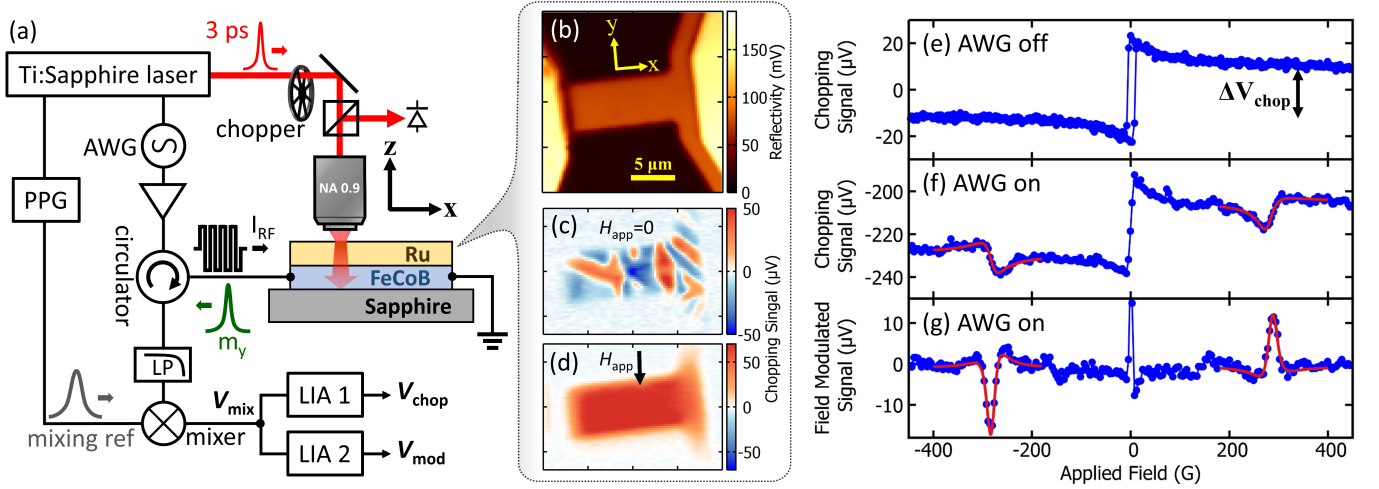 (a)
3 ps
Ti:Sapphire laser
chopper
AWG
PPG
NA 0.9
z
x
circulator
I_RF
Ru
FeCoB
Sapphire
m_y
LP
mixing ref
mixer
V_mix
LIA 1
V_chop
LIA 2
V_mod
(b)
y
x
5 μm
150
100
50
0
Reflectivity (mV)
(c)
H_app=0
50
0
-50
(d)
H_app
50
0
-50
Chopping Singal (μV)
(e) AWG off
20
0
-20
Chopping
Signal (μV)
ΔV_chop
(f) AWG on
-200
-220
-240
Chopping
Signal (μV)
(g) AWG on
10
0
-10
Field Modulated
Signal (μV)
-400
-200
0
200
400
Applied Field (G)